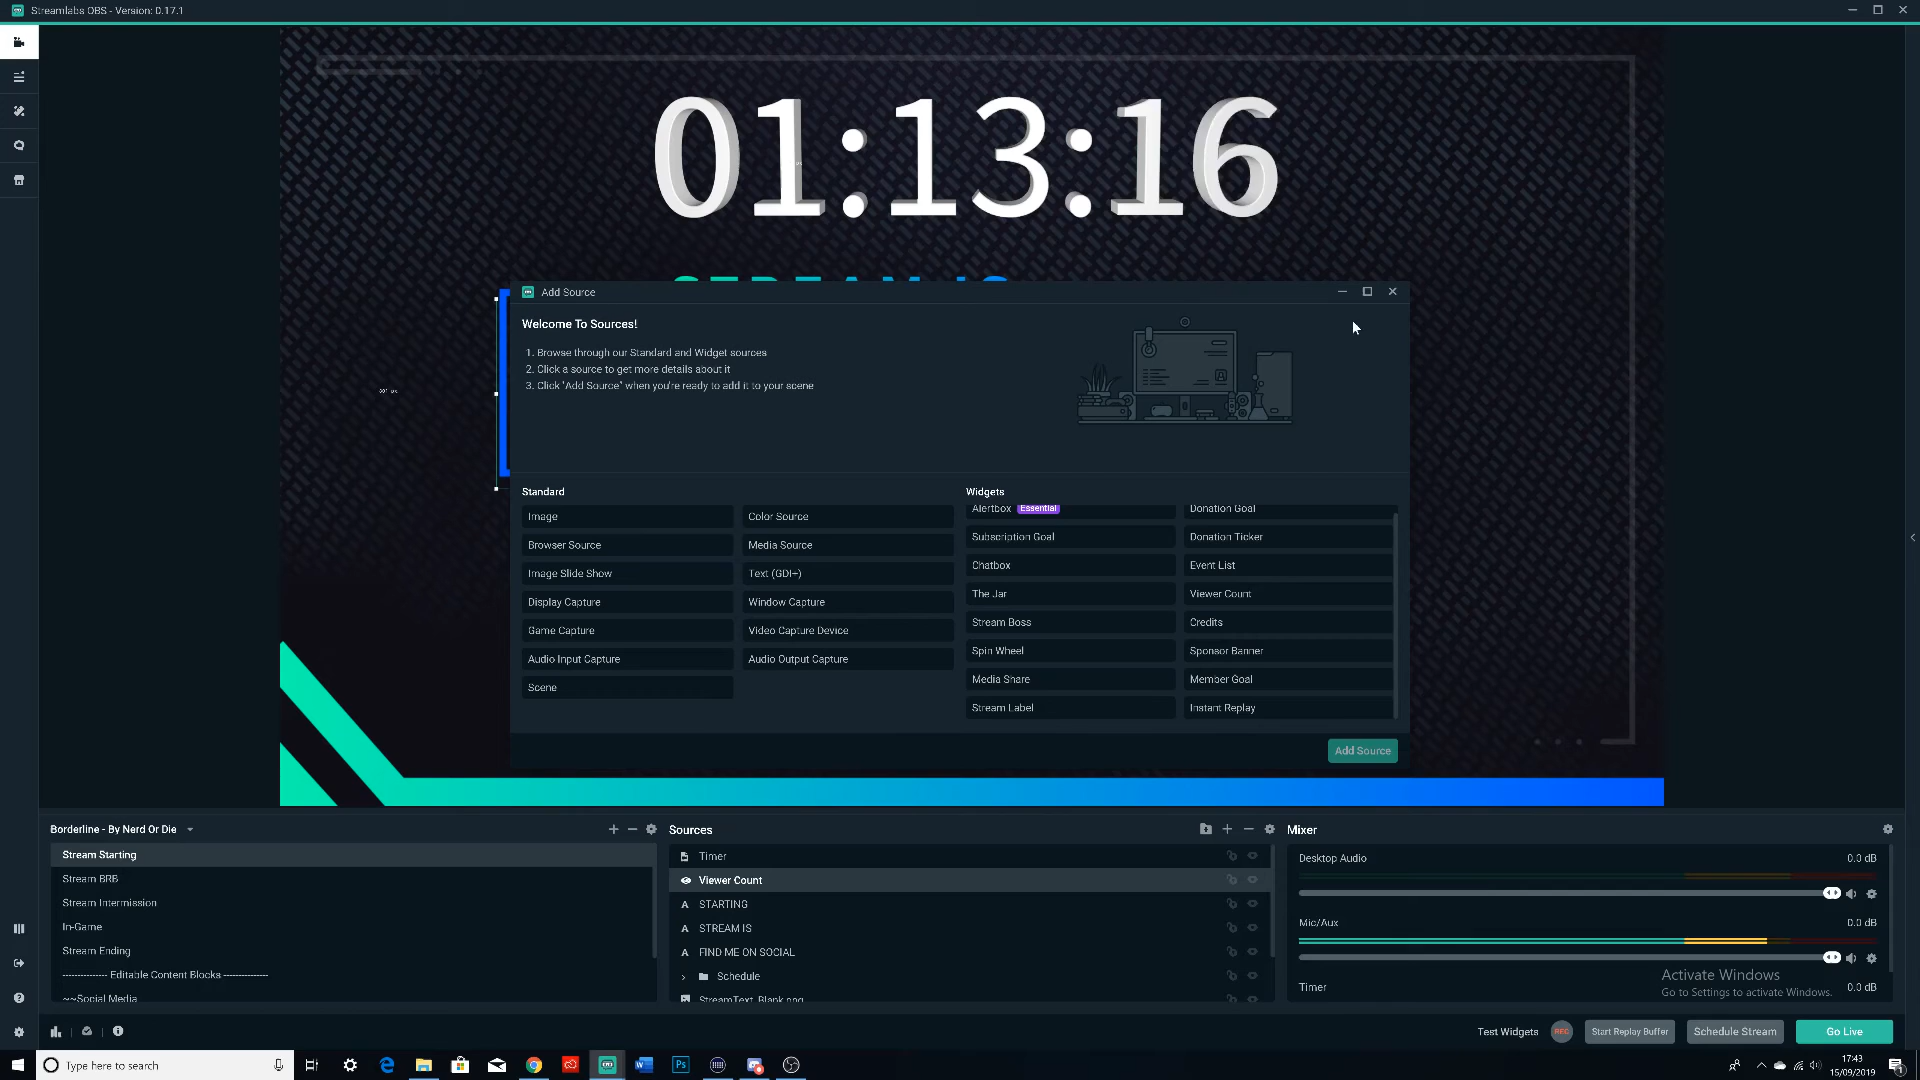 Streamlabs OBS - Version: 0.17.1
01:13:16
Add Source
Welcome To Sources!
1. Browse through our Standard and Widget sources
2. Click a source to get more details about it
3. Click 'Add Source' when you're ready to add it to your scene
Standard
Image
Color Source
Browser Source
Media Source
Image Slide Show
Text (GDI+)
Display Capture
Window Capture
Game Capture
Video Capture Device
Audio Input Capture
Audio Output Capture
Scene
Widgets
Alertbox Essential
Donation Goal
Subscription Goal
Donation Ticker
Chatbox
Event List
The Jar
Viewer Count
Stream Boss
Credits
Spin Wheel
Sponsor Banner
Media Share
Member Goal
Stream Label
Instant Replay
Add Source
Borderline - By Nerd Or Die
Stream Starting
Stream BRB
Stream Intermission
In-Game
Stream Ending
-------------- Editable Content Blocks --------------
~~Social Media
Sources
Timer
Viewer Count
STARTING
STREAM IS
FIND ME ON SOCIAL
Schedule
StreamText_Blank.png
Mixer
Desktop Audio 0.0 dB
Mic/Aux 0.0 dB
Timer 0.0 dB
Activate Windows
Go to Settings to activate Windows.
Test Widgets
REC
Start Replay Buffer
Schedule Stream
Go Live
Type here to search
17:43
15/09/2019